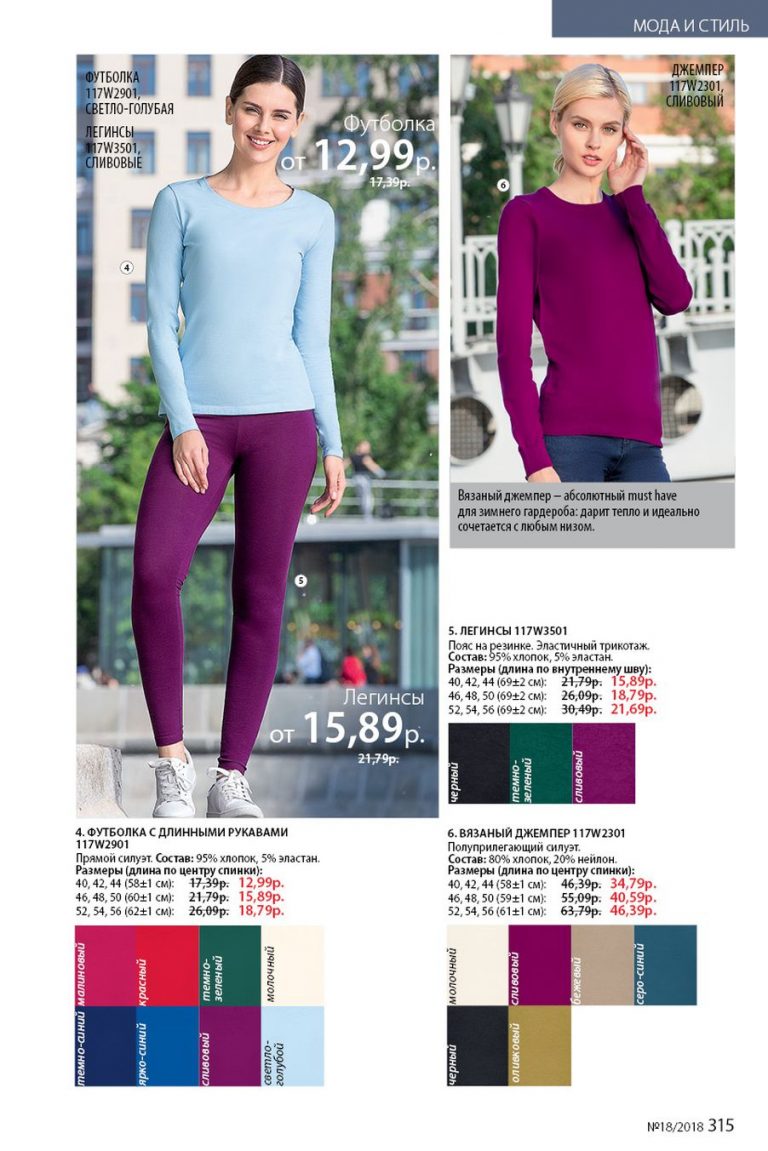 МОДА И СТИЛЬ
ФУТБОЛКА
117W2901,
СВЕТЛО-ГОЛУБАЯ
ЛЕГИНСЫ
117W3501,
СЛИВОВЫЕ
Футболка
от 12,99р.
17,39р.
4
5
Легинсы
от 15,89р.
21,79р.
ДЖЕМПЕР
117W2301,
СЛИВОВЫЙ
6
Вязаный джемпер – абсолютный must have
для зимнего гардероба: дарит тепло и идеально
сочетается с любым низом.
5. ЛЕГИНСЫ 117W3501
Пояс на резинке. Эластичный трикотаж.
Состав: 95% хлопок, 5% эластан.
Размеры (длина по внутреннему шву):
40, 42, 44 (69±2 см): 21,79р. 15,89р.
46, 48, 50 (69±2 см): 26,09р. 18,79р.
52, 54, 56 (69±2 см): 30,49р. 21,69р.
черный
темно-
зеленый
сливовый
4. ФУТБОЛКА С ДЛИННЫМИ РУКАВАМИ
117W2901
Прямой силуэт. Состав: 95% хлопок, 5% эластан.
Размеры (длина по центру спинки):
40, 42, 44 (58±1 см): 17,39р. 12,99р.
46, 48, 50 (60±1 см): 21,79р. 15,89р.
52, 54, 56 (62±1 см): 26,09р. 18,79р.
малиновый
красный
темно-
зеленый
молочный
темно-синий
ярко-синий
сливовый
светло-
голубой
6. ВЯЗАНЫЙ ДЖЕМПЕР 117W2301
Полуприлегающий силуэт.
Состав: 80% хлопок, 20% нейлон.
Размеры (длина по центру спинки):
40, 42, 44 (58±1 см): 46,39р. 34,79р.
46, 48, 50 (59±1 см): 55,09р. 40,59р.
52, 54, 56 (61±1 см): 63,79р. 46,39р.
молочный
сливовый
бежевый
серо-синий
черный
оливковый
№18/2018 315